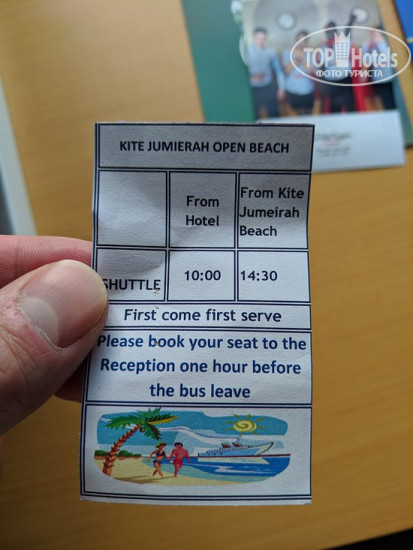 TOP Hotels
ФОТО ТУРИСТА
KITE JUMIERAH OPEN BEACH
From
Hotel
From Kite
Jumeirah
Beach
SHUTTLE
10:00
14:30
First come first serve
Please book your seat to the
Reception one hour before
the bus leave